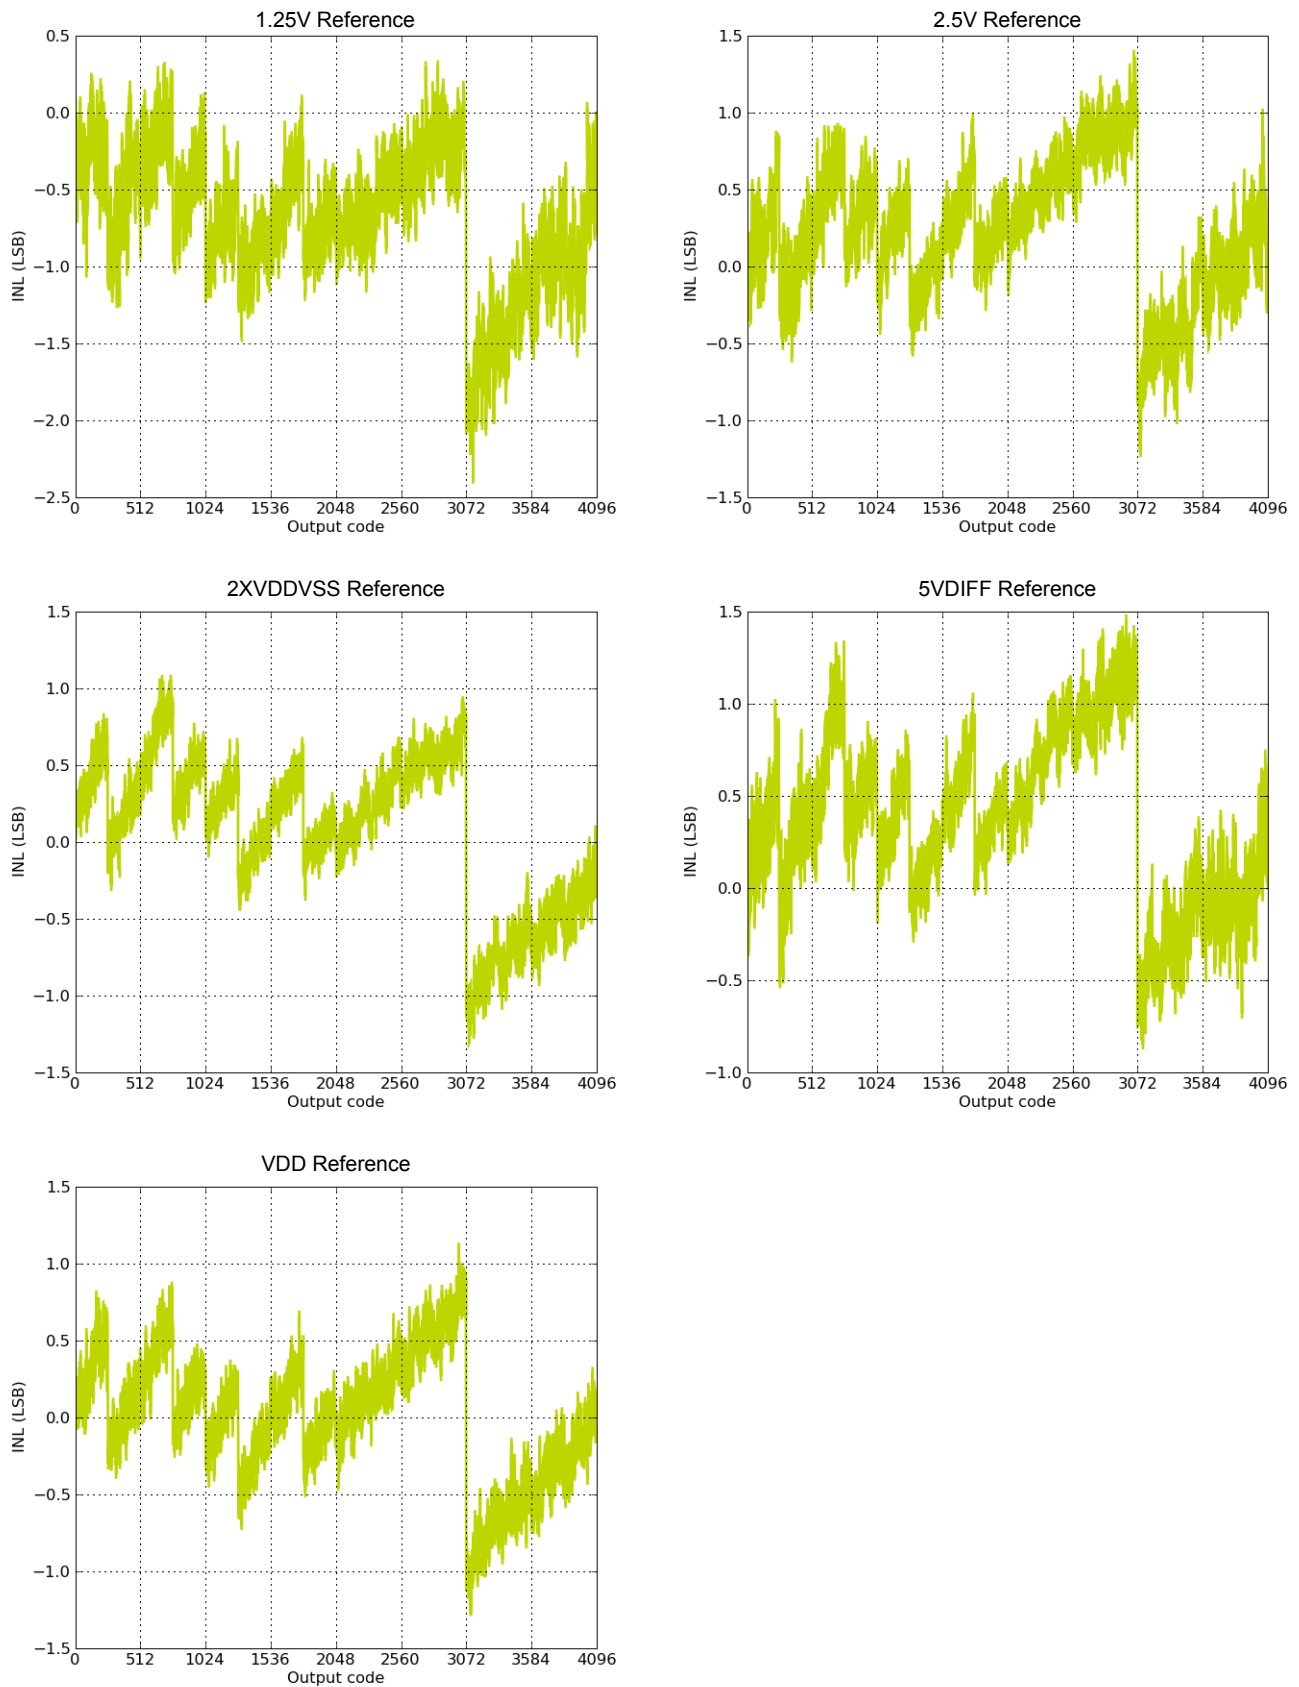 1.25V Reference
0.5
0.0
−0.5
−1.0
−1.5
−2.0
−2.5
INL (LSB)
0 512 1024 1536 2048 2560 3072 3584 4096
Output code
2.5V Reference
1.5
1.0
0.5
0.0
−0.5
−1.0
−1.5
INL (LSB)
0 512 1024 1536 2048 2560 3072 3584 4096
Output code
2XVDDVSS Reference
1.5
1.0
0.5
0.0
−0.5
−1.0
−1.5
INL (LSB)
0 512 1024 1536 2048 2560 3072 3584 4096
Output code
5VDIFF Reference
1.5
1.0
0.5
0.0
−0.5
−1.0
INL (LSB)
0 512 1024 1536 2048 2560 3072 3584 4096
Output code
VDD Reference
1.5
1.0
0.5
0.0
−0.5
−1.0
−1.5
INL (LSB)
0 512 1024 1536 2048 2560 3072 3584 4096
Output code